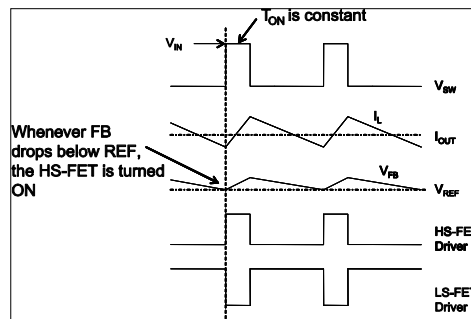 T_ON is constant
V_IN
V_SW
I_L
I_OUT
Whenever FB
drops below REF,
the HS-FET is turned
ON
V_FB
V_REF
HS-FE
Driver
LS-FET
Driver